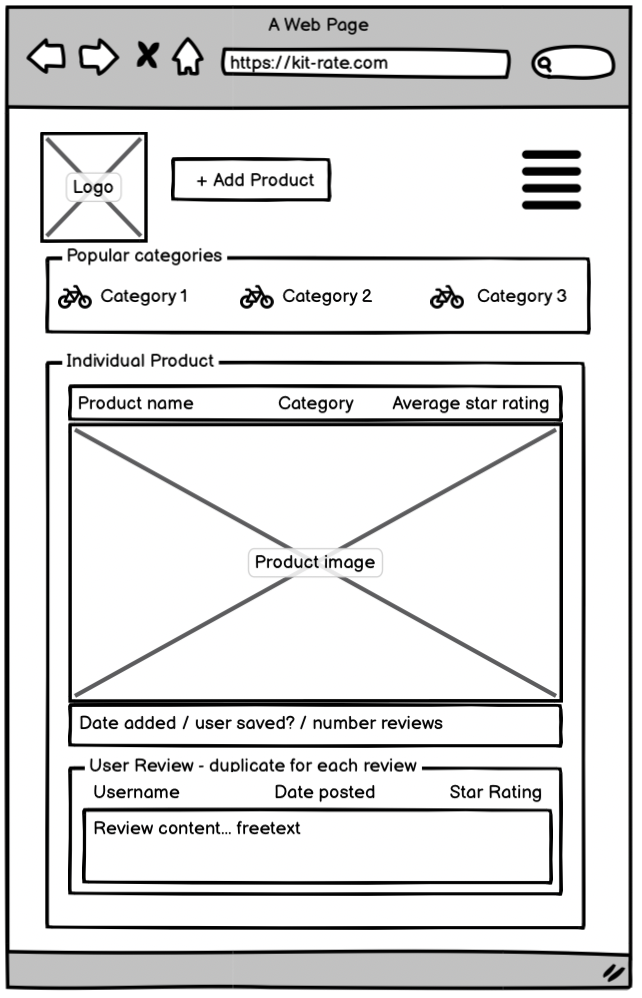 A Web Page
https://kit-rate.com
Logo
+ Add Product
Popular categories
Category 1 Category 2 Category 3
Individual Product
Product name Category Average star rating
Product image
Date added / user saved? / number reviews
User Review - duplicate for each review
Username Date posted Star Rating
Review content... freetext